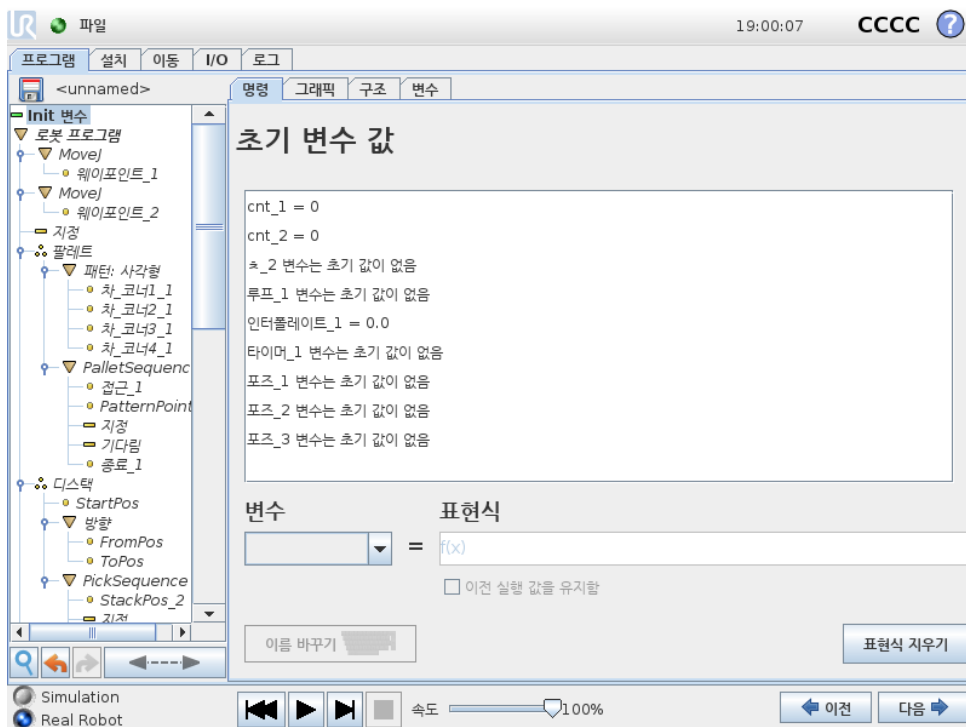 파일
19:00:07
CCCC
?
프로그램 설치 이동 I/O 로그
<unnamed>
명령 그래픽 구조 변수
Init 변수
로봇 프로그램
MoveJ
웨이포인트_1
MoveJ
웨이포인트_2
지정
팔레트
패턴: 사각형
차_코너1_1
차_코너2_1
차_코너3_1
차_코너4_1
PalletSequenc
접근_1
PatternPoint
지정
기다림
종료_1
디스택
StartPos
방향
FromPos
ToPos
PickSequence
StackPos_2
지정
초기 변수 값
cnt_1 = 0
cnt_2 = 0
ㅊ_2 변수는 초기 값이 없음
루프_1 변수는 초기 값이 없음
인터폴레이트_1 = 0.0
타이머_1 변수는 초기 값이 없음
포즈_1 변수는 초기 값이 없음
포즈_2 변수는 초기 값이 없음
포즈_3 변수는 초기 값이 없음
변수 표현식
= f(x)
이전 실행 값을 유지함
이름 바꾸기
표현식 지우기
Simulation
Real Robot
속도 100%
이전 다음